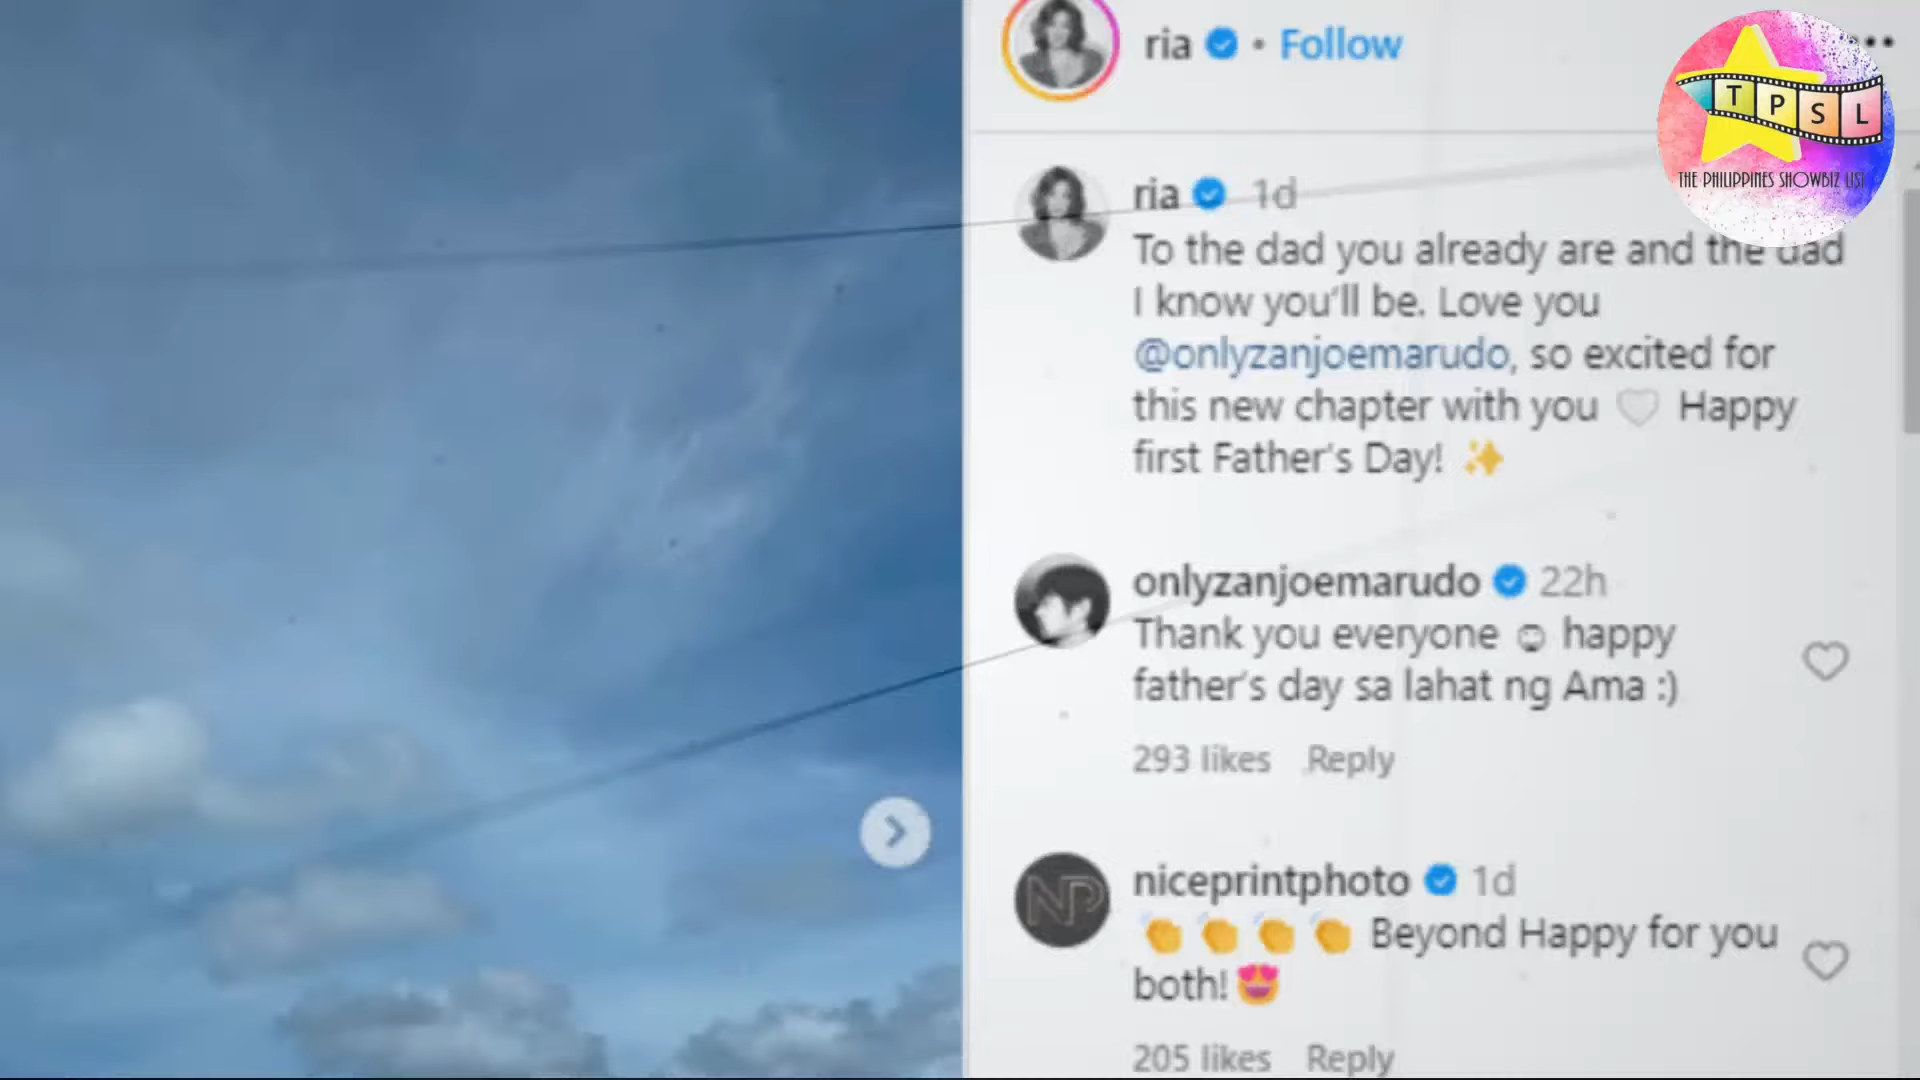 ria • Follow
T P S L
THE PHILIPPINES SHOWBIZ LIST
ria 1d
To the dad you already are and the dad
I know you'll be. Love you
@onlyzanjoemarudo, so excited for
this new chapter with you 🤍 Happy
first Father's Day! ✨
onlyzanjoemarudo 22h
Thank you everyone ☺ happy
father's day sa lahat ng Ama :)
293 likes Reply
NP
niceprintphoto 1d
👏 👏 👏 👏 Beyond Happy for you
both! 😍
205 likes Reply